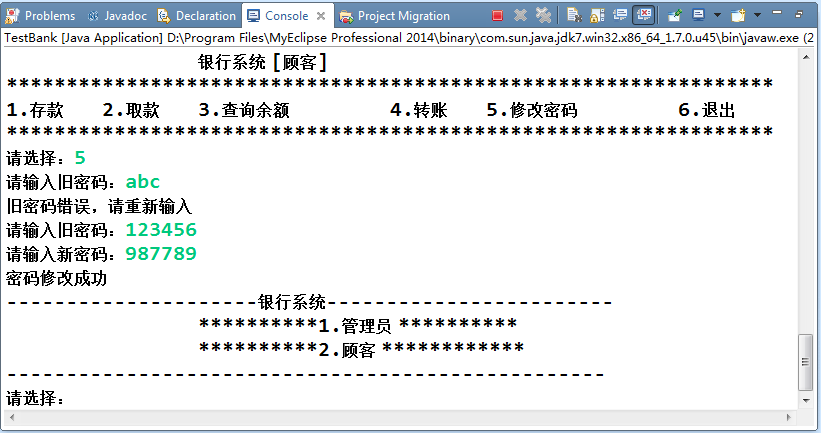 Problems @ Javadoc Declaration Console Project Migration
TestBank [Java Application] D:\Program Files\MyEclipse Professional 2014\binary\com.sun.java.jdk7.win32.x86_64_1.7.0.u45\bin\javaw.exe (2
银行系统 [顾客]
****************************************************************
1.存款 2.取款 3.查询余额 4.转账 5.修改密码 6.退出
****************************************************************
请选择：5
请输入旧密码：abc
旧密码错误，请重新输入
请输入旧密码：123456
请输入新密码：987789
密码修改成功
---------------------银行系统------------------------
**********1.管理员 **********
**********2.顾客 ************
--------------------------------------------------
请选择：